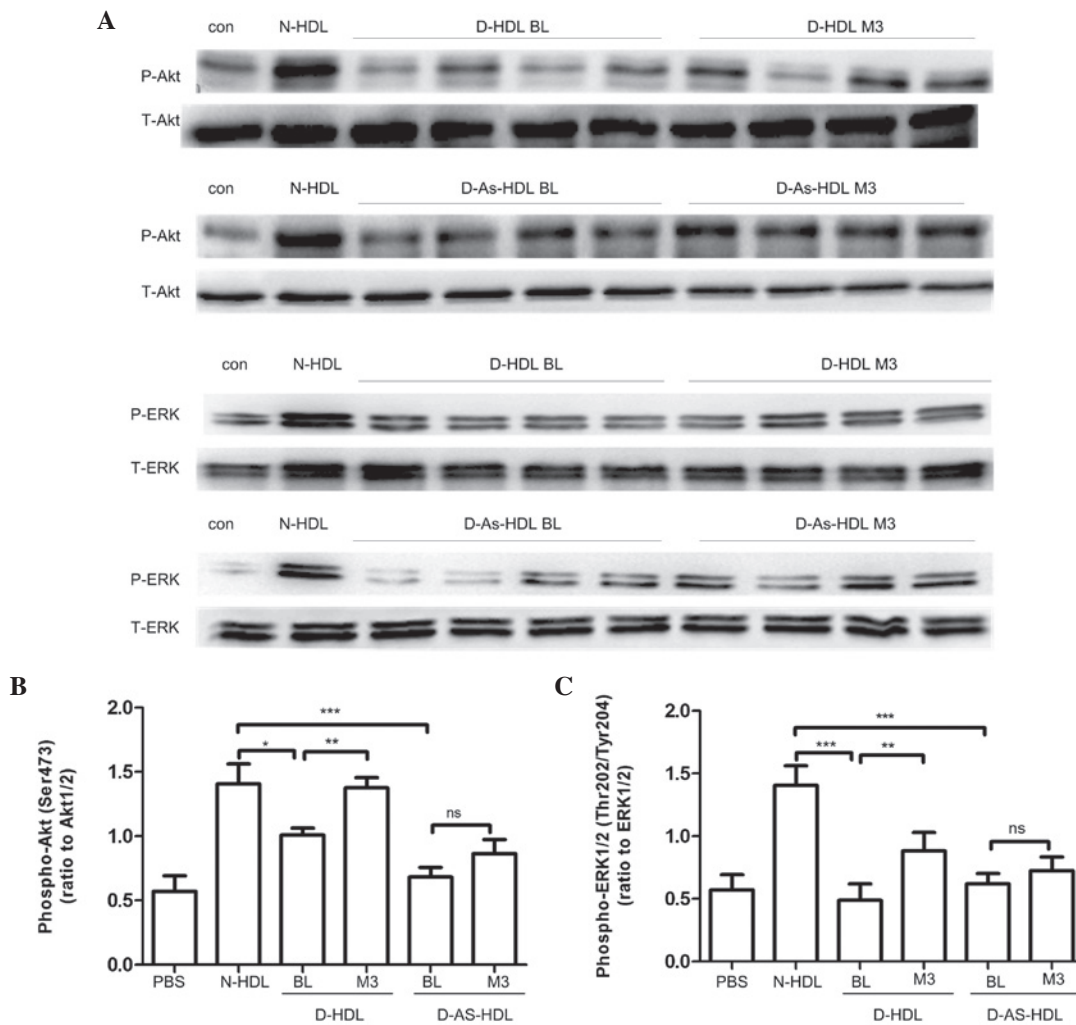 A
con N-HDL D-HDL BL D-HDL M3
P-Akt
T-Akt
con N-HDL D-As-HDL BL D-As-HDL M3
P-Akt
T-Akt
con N-HDL D-HDL BL D-HDL M3
P-ERK
T-ERK
con N-HDL D-As-HDL BL D-As-HDL M3
P-ERK
T-ERK
B
Phospho-Akt (Ser473)
(ratio to Akt1/2)
2.0
1.5
1.0
0.5
0.0
***
* **
ns
PBS N-HDL BL M3 BL M3
D-HDL D-AS-HDL
C
Phospho-ERK1/2 (Thr202/Tyr204)
(ratio to ERK1/2)
2.0
1.5
1.0
0.5
0.0
***
*** **
ns
PBS N-HDL BL M3 BL M3
D-HDL D-AS-HDL